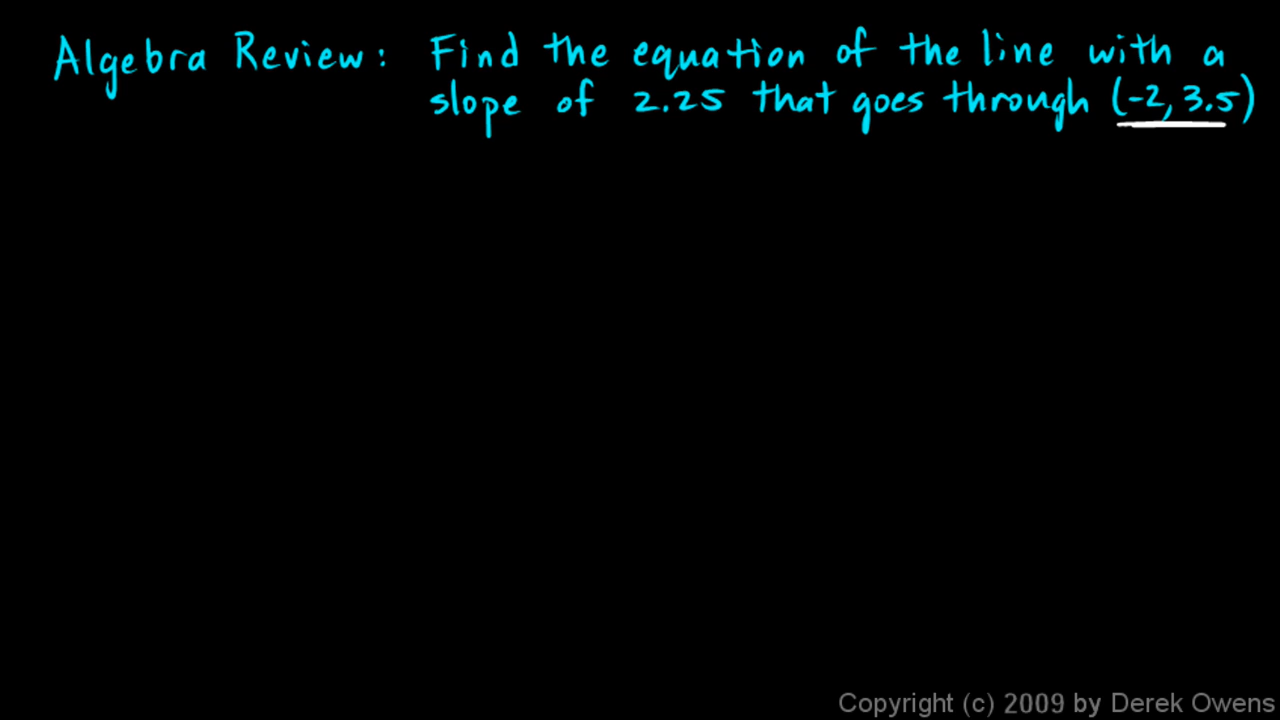 Algebra Review: Find the equation of the line with a
slope of 2.25 that goes through (-2, 3.5)
Copyright (c) 2009 by Derek Owens